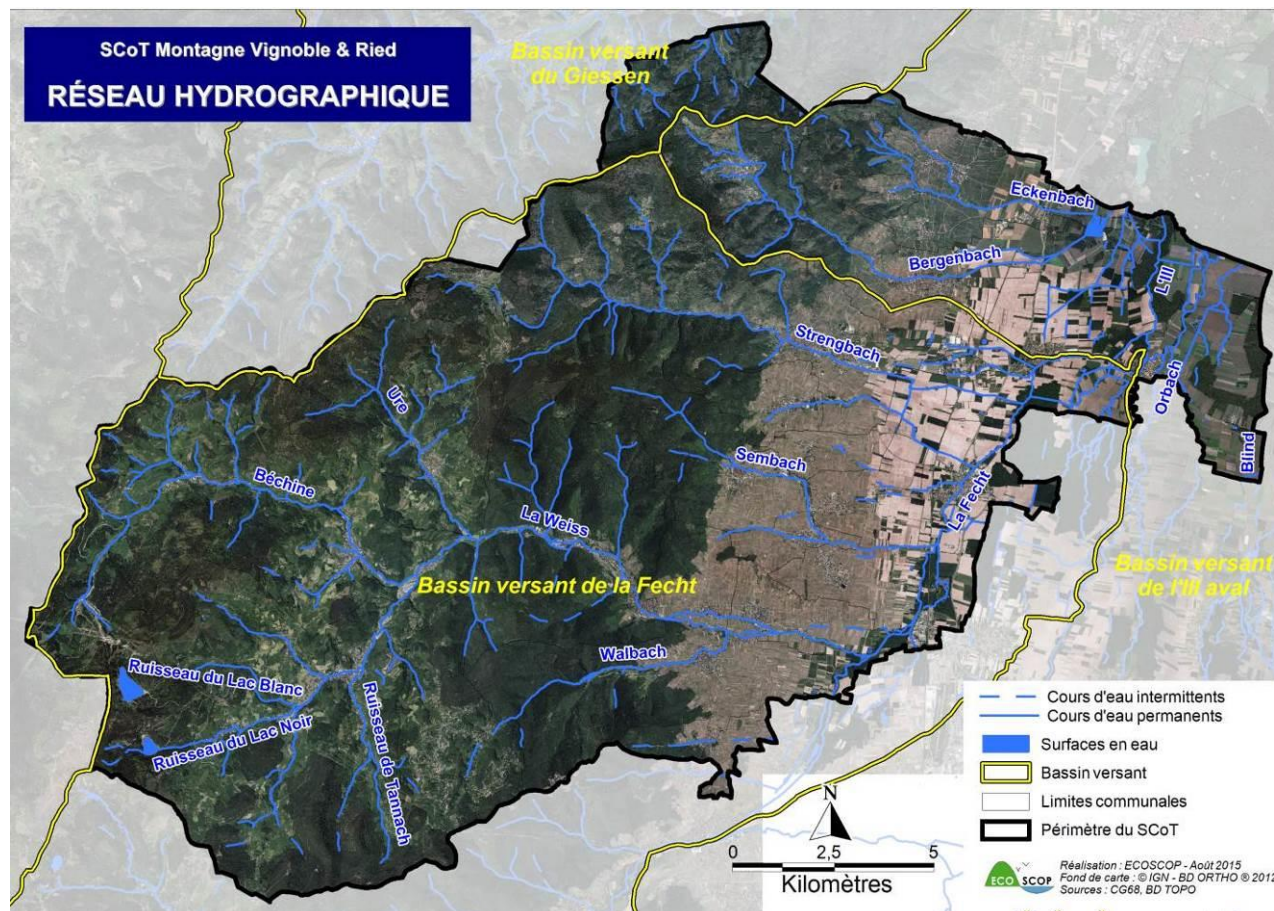 SCoT Montagne Vignoble & Ried
RÉSEAU HYDROGRAPHIQUE
Bassin versant
du Giessen
Eckenbach
Bergenbach
L'Ill
Strengbach
Orbach
Ure
Blind
Sembach
Béchine
La Fecht
La Weiss
Bassin versant de la Fecht
Bassin versant
de l'Ill aval
Walbach
Ruisseau du Lac Blanc
Ruisseau du Lac Noir
Ruisseau de Tannach
Cours d'eau intermittents
Cours d'eau permanents
Surfaces en eau
Bassin versant
Limites communales
Périmètre du SCoT
N
0 2,5 5
Kilomètres
ECO SCOP
Réalisation : ECOSCOP - Août 2015
Fond de carte : © IGN - BD ORTHO ® 2012
Sources : CG68, BD TOPO